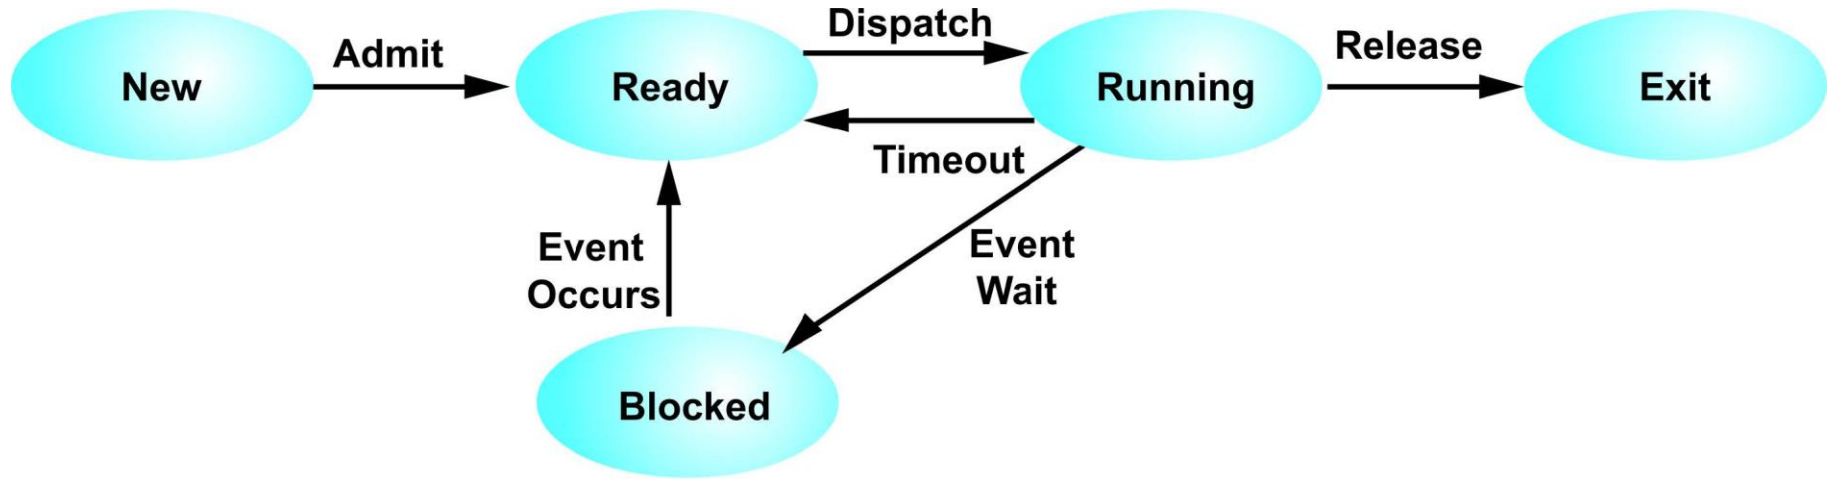 New
Admit
Ready
Dispatch
Running
Release
Exit
Timeout
Event
Occurs
Event
Wait
Blocked